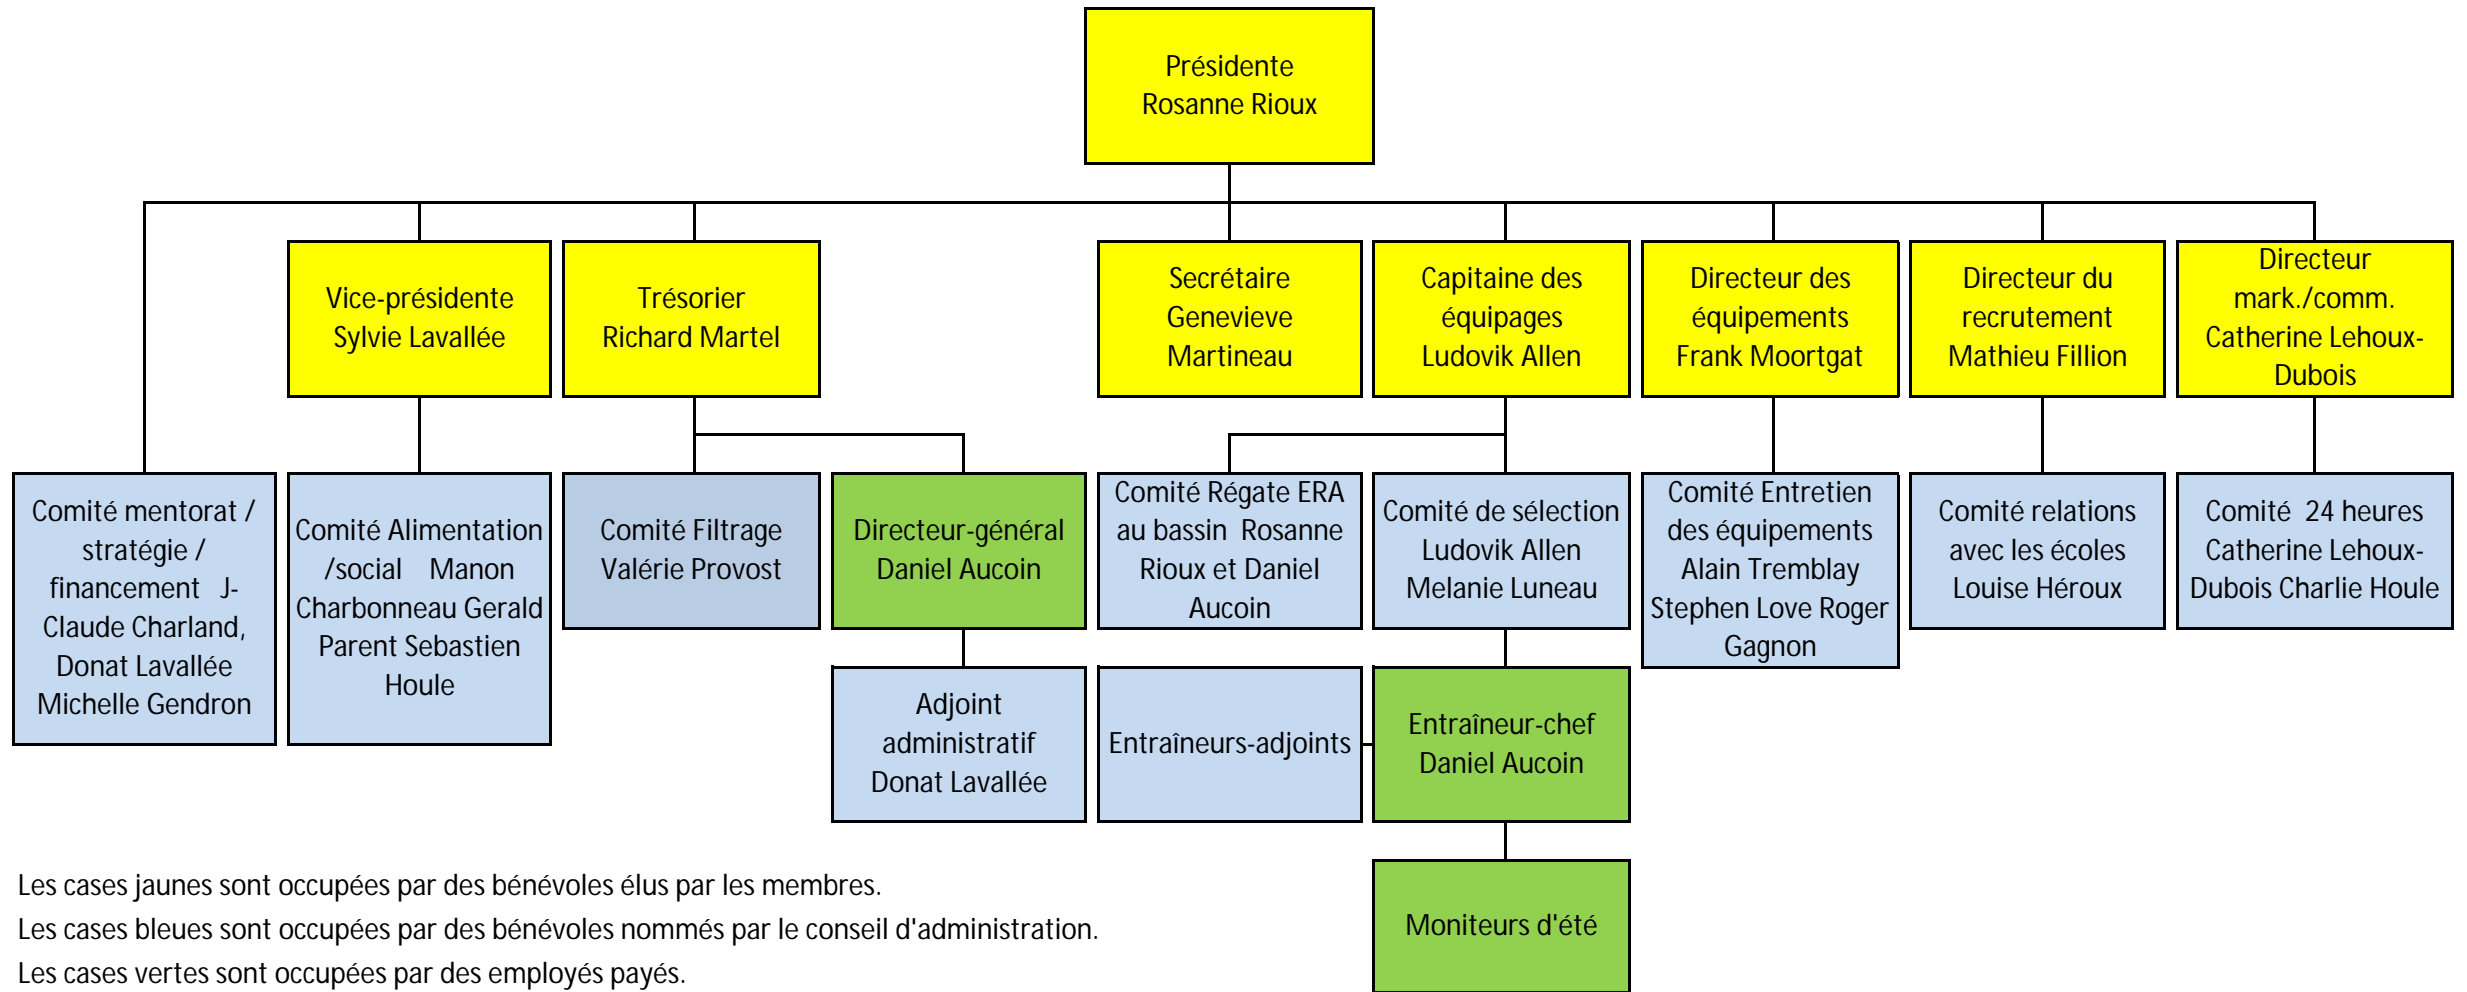 Présidente
Rosanne Rioux
Vice-présidente
Sylvie Lavallée
Trésorier
Richard Martel
Secrétaire
Genevieve
Martineau
Capitaine des
équipages
Ludovik Allen
Directeur des
équipements
Frank Moortgat
Directeur du
recrutement
Mathieu Fillion
Directeur
mark./comm.
Catherine Lehoux-
Dubois
Comité mentorat /
stratégie /
financement J-
Claude Charland,
Donat Lavallée
Michelle Gendron
Comité Alimentation
/social Manon
Charbonneau Gerald
Parent Sebastien
Houle
Comité Filtrage
Valérie Provost
Directeur-général
Daniel Aucoin
Comité Régate ERA
au bassin Rosanne
Rioux et Daniel
Aucoin
Comité de sélection
Ludovik Allen
Melanie Luneau
Comité Entretien
des équipements
Alain Tremblay
Stephen Love Roger
Gagnon
Comité relations
avec les écoles
Louise Héroux
Comité 24 heures
Catherine Lehoux-
Dubois Charlie Houle
Adjoint
administratif
Donat Lavallée
Entraîneurs-adjoints
Entraîneur-chef
Daniel Aucoin
Moniteurs d'été
Les cases jaunes sont occupées par des bénévoles élus par les membres.
Les cases bleues sont occupées par des bénévoles nommés par le conseil d'administration.
Les cases vertes sont occupées par des employés payés.